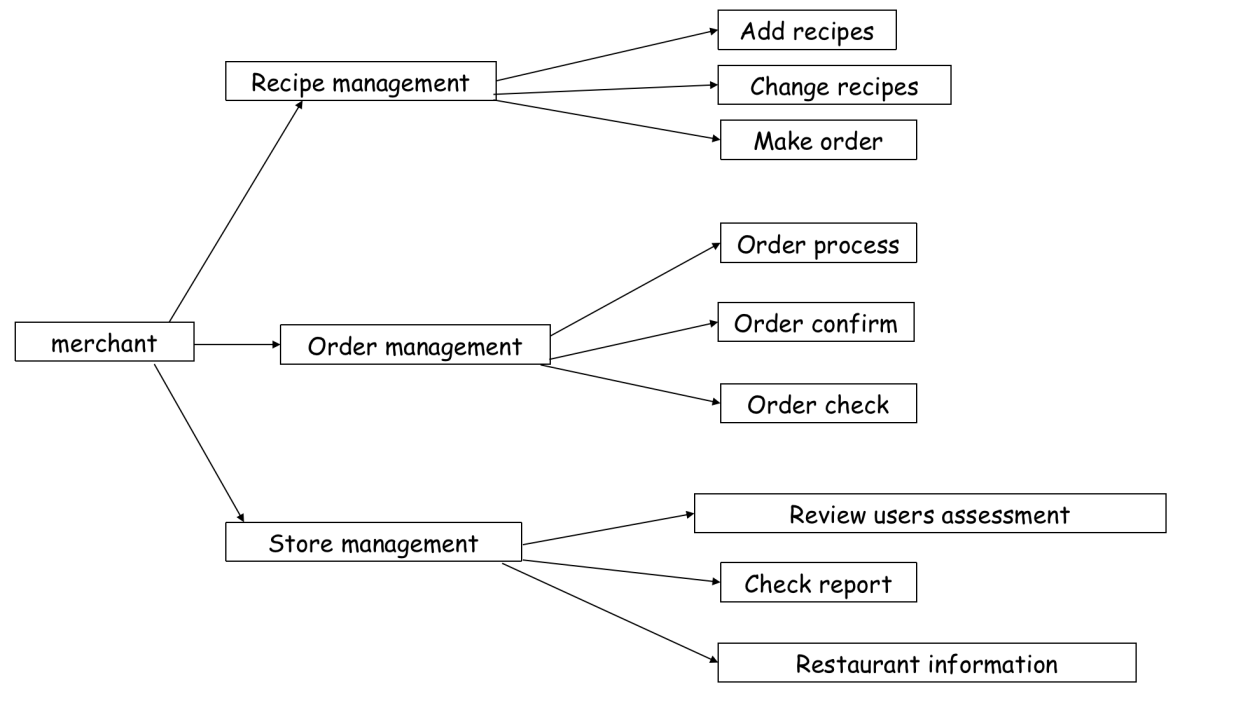 Add recipes
Recipe management
Change recipes
Make order
Order process
Order confirm
merchant
Order management
Order check
Review users assessment
Store management
Check report
Restaurant information